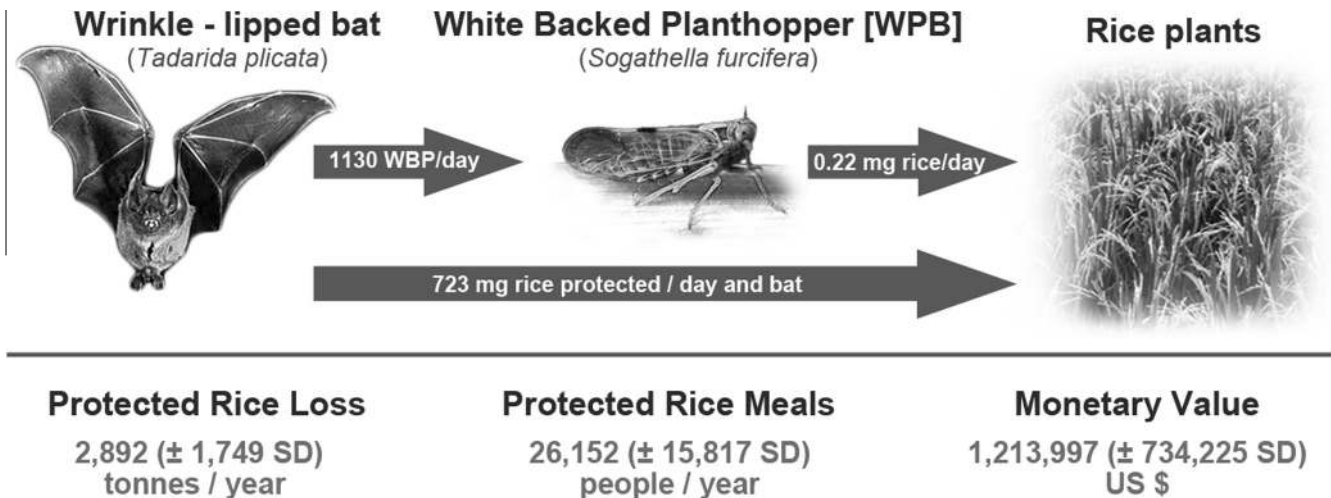 Wrinkle - lipped bat
(Tadarida plicata)
White Backed Planthopper [WPB]
(Sogathella furcifera)
Rice plants
1130 WBP/day
0.22 mg rice/day
723 mg rice protected / day and bat
Protected Rice Loss
2,892 (± 1,749 SD)
tonnes / year
Protected Rice Meals
26,152 (± 15,817 SD)
people / year
Monetary Value
1,213,997 (± 734,225 SD)
US $